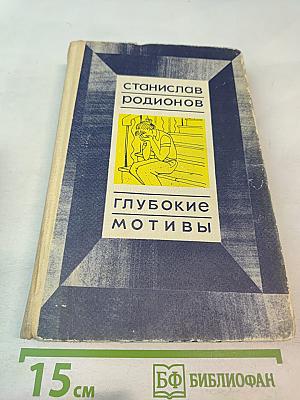 станислав
родионов
глубокие
мотивы
15 см
БФ БИБЛИОФАН